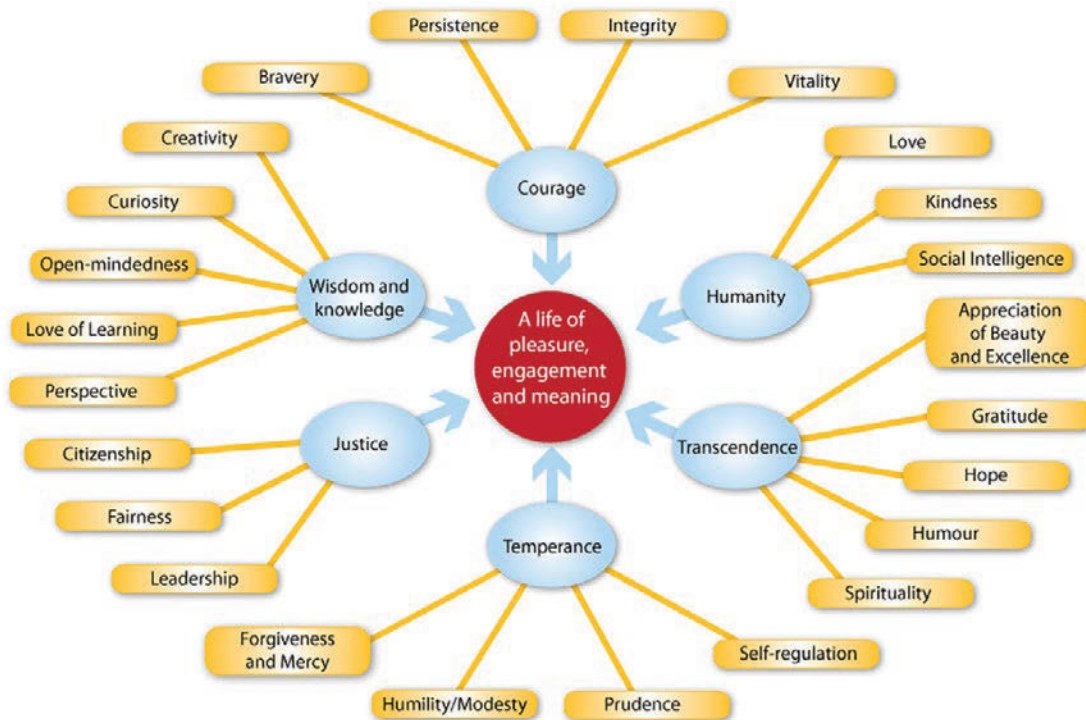 Persistence
Integrity
Bravery
Vitality
Creativity
Love
Courage
Curiosity
Kindness
Open-mindedness
Social Intelligence
Wisdom and
knowledge
Humanity
Love of Learning
Appreciation
of Beauty
and Excellence
A life of
pleasure,
engagement
and meaning
Perspective
Gratitude
Citizenship
Justice
Transcendence
Hope
Fairness
Humour
Temperance
Leadership
Spirituality
Forgiveness
and Mercy
Self-regulation
Humility/Modesty
Prudence